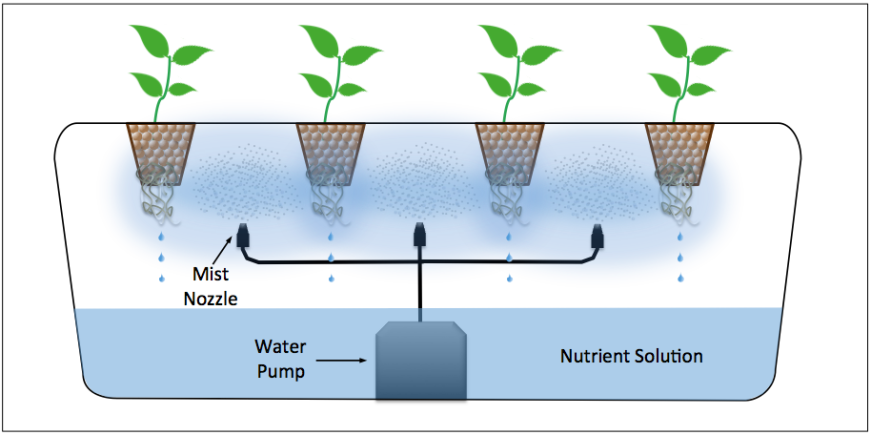 Mist
Nozzle
Water
Pump
Nutrient Solution